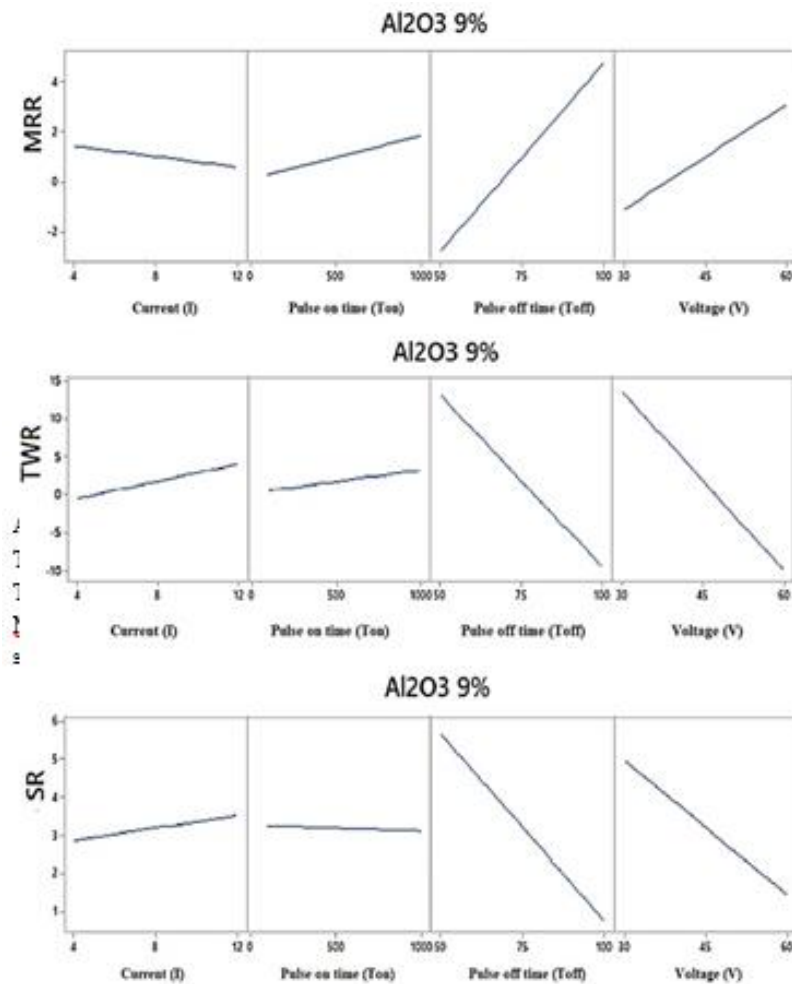 Al2O3 9%
MRR
4
2
0
-2
4 8 12 0 500 1000 50 75 100 30 45 60
Current (I) Pulse on time (Ton) Pulse off time (Toff) Voltage (V)
Al2O3 9%
TWR
15
10
5
0
-5
-10
4 8 12 0 500 1000 50 75 100 30 45 60
Current (I) Pulse on time (Ton) Pulse off time (Toff) Voltage (V)
Al2O3 9%
SR
6
5
4
3
2
1
4 8 12 0 500 1000 50 75 100 30 45 60
Current (I) Pulse on time (Ton) Pulse off time (Toff) Voltage (V)